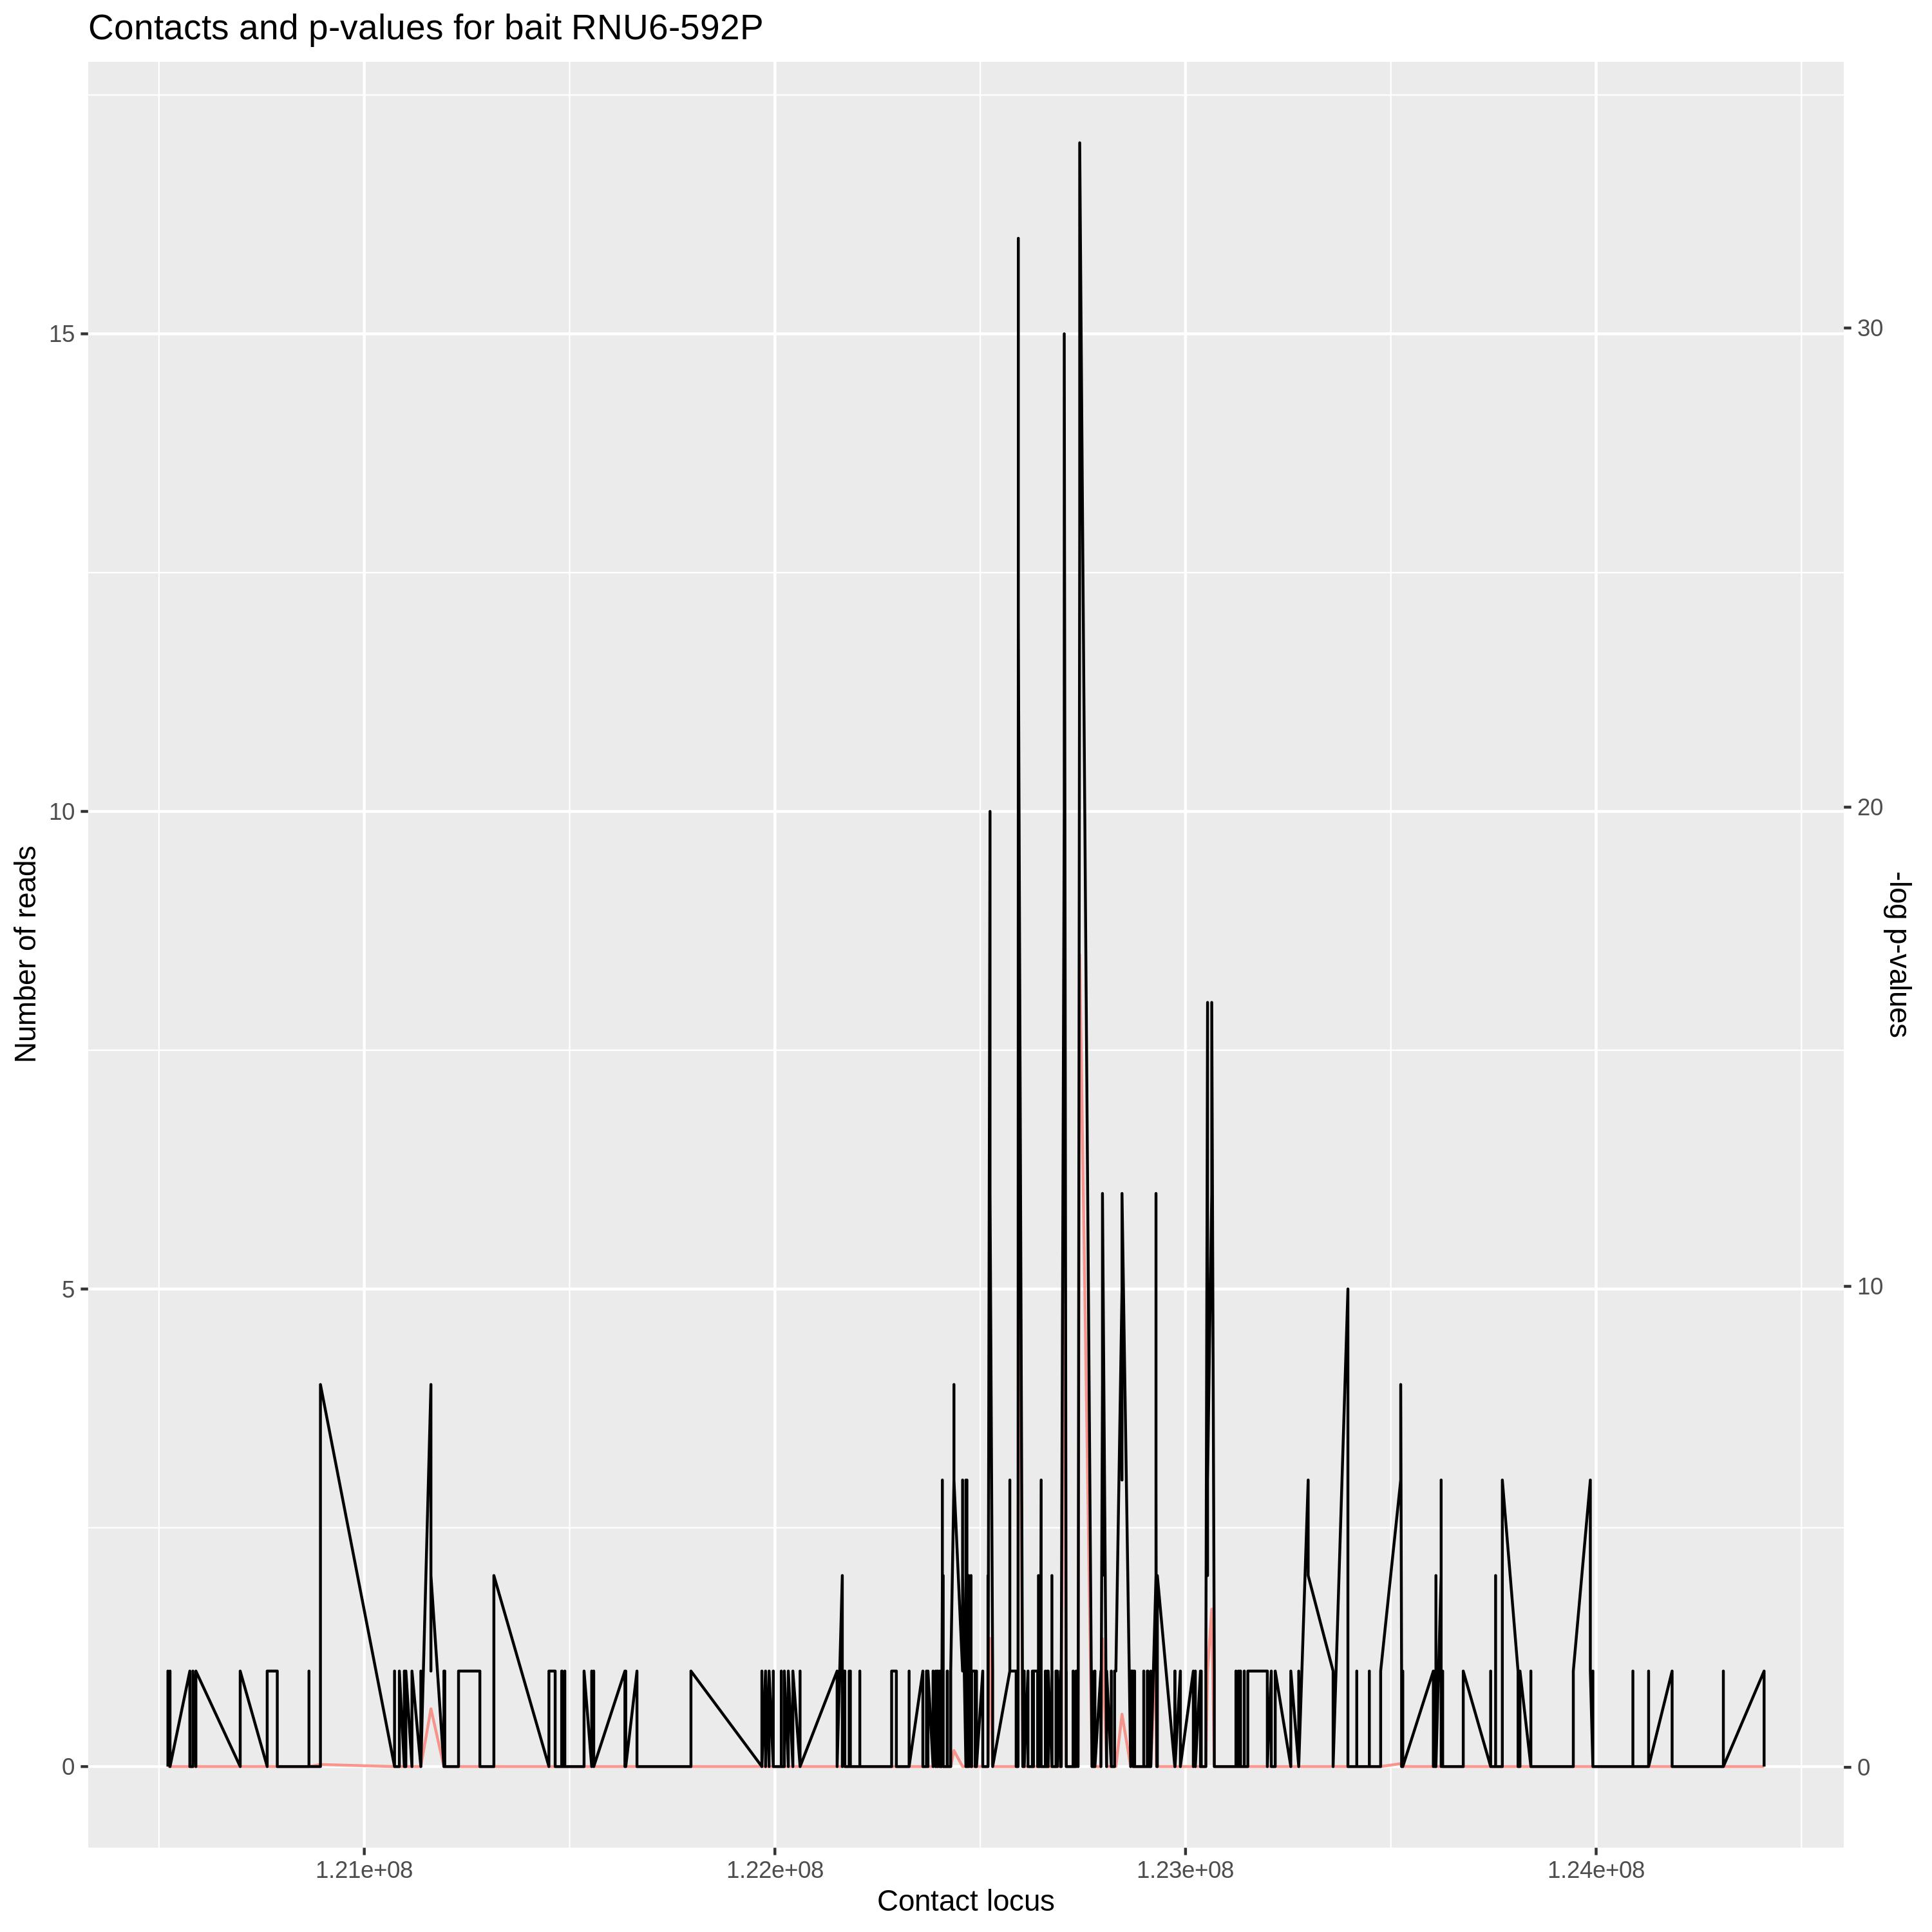 Contacts and p-values for bait RNU6-592P
15
10
5
0
Number of reads
30
20
10
0
-log p-values
1.21e+08
1.22e+08
1.23e+08
1.24e+08
Contact locus